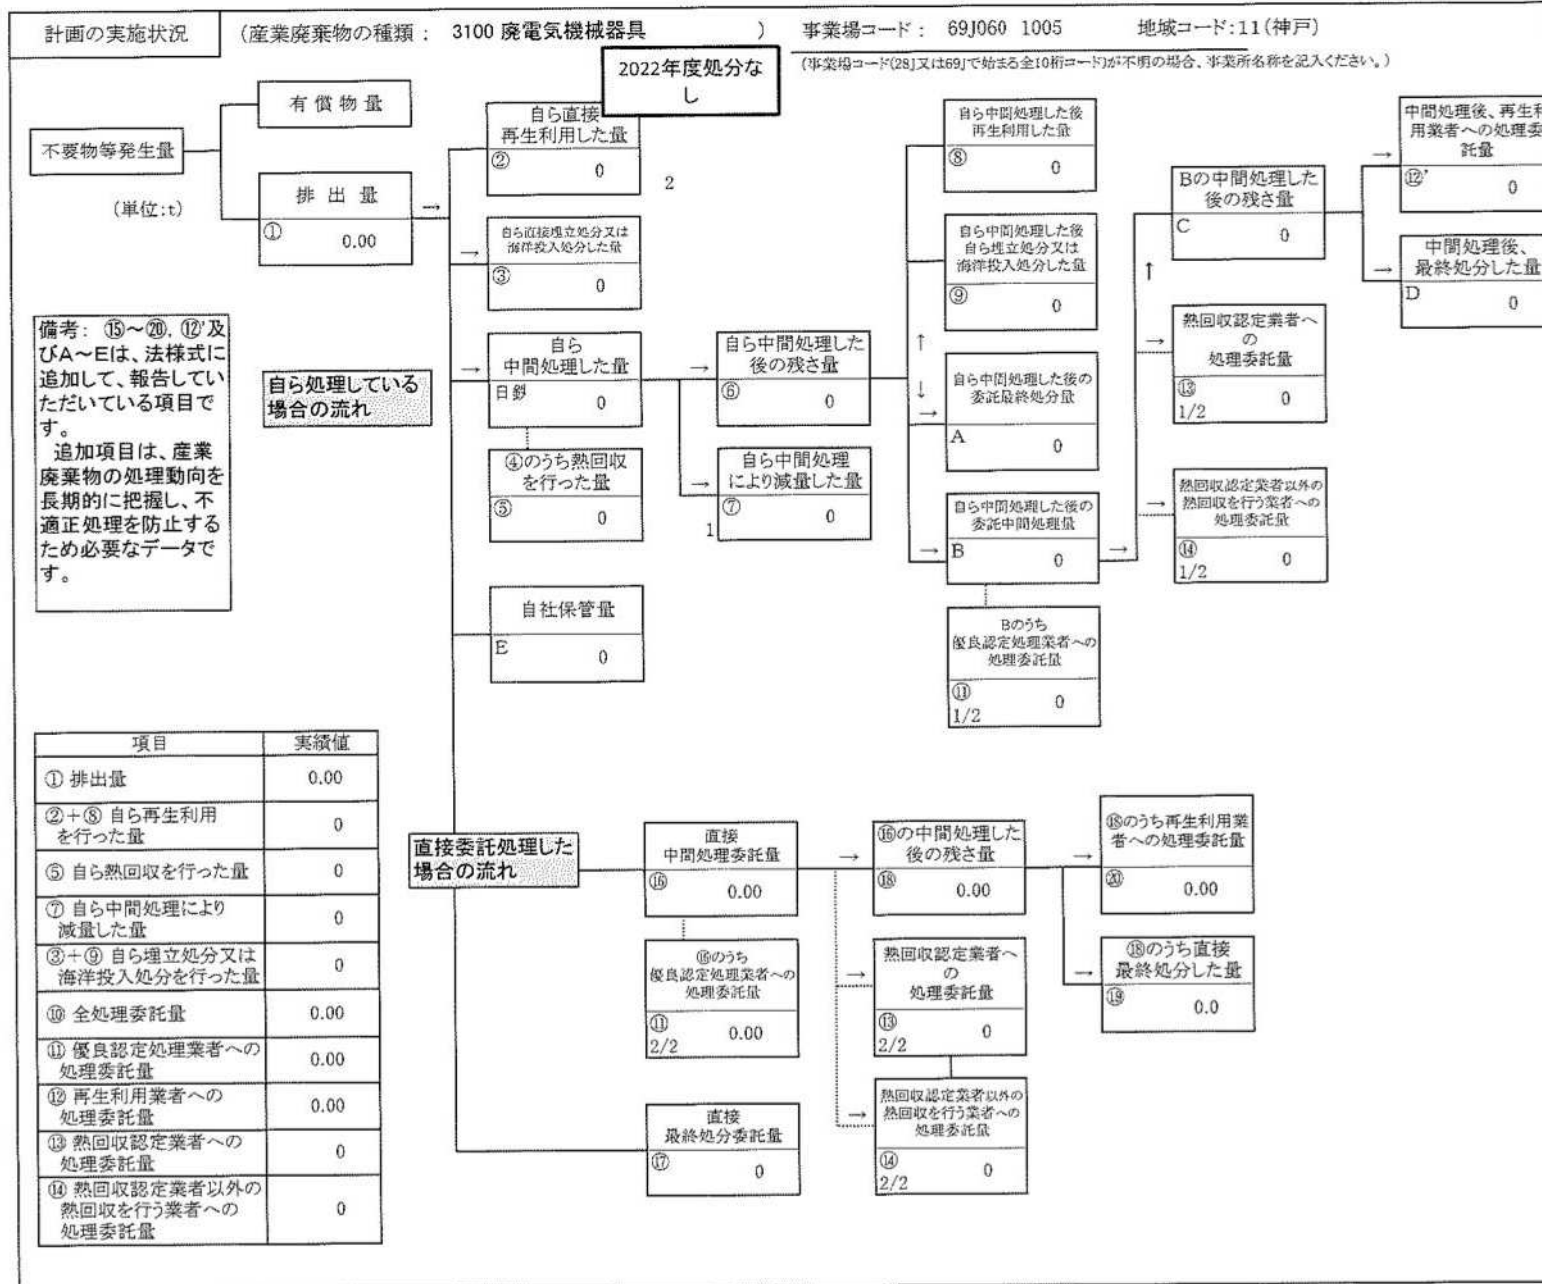 計画の実施状況
(産業廃棄物の種類： 3100 廃電気機械器具 )
事業場コード： 69J060 1005
地域コード:11(神戸)
(事業場コード(28J又は69Jで始まる全10桁コード)が不明の場合、事業所名称を記入ください。)
2022年度処分な
し
不要物等発生量
(単位:t)
有償物量
排出量
① 0.00
→
自ら直接
再生利用した量
② 0
2
→
自ら直接埋立処分又は
海洋投入処分した量
③ 0
→
自ら
中間処理した量
0
④のうち熱回収
を行った量
⑤ 0
自社保管量
E 0
→
自ら中間処理した
後の残さ量
⑥ 0
→
自ら中間処理
により減量した量
⑦ 0
1
自ら中間処理した後
再生利用した量
⑧ 0
自ら中間処理した後
自ら埋立処分又は
海洋投入処分した量
⑨ 0
↑
↓
→
自ら中間処理した後の
委託最終処分量
A 0
→
自ら中間処理した後の
委託中間処理量
B 0
→
Bのうち
優良認定処理業者への
処理委託量
⑪
1/2 0
↑
Bの中間処理した
後の残さ量
C 0
→
熱回収認定業者へ
の
処理委託量
⑬
1/2 0
→
熱回収認定業者以外の
熱回収を行う業者への
処理委託量
⑭
1/2 0
→
中間処理後、再生利
用業者への処理委
託量
⑫' 0
→
中間処理後、
最終処分した量
D 0
備考： ⑮～⑳, ⑫'及
びA～Eは、法様式に
追加して、報告してい
ただいている項目で
す。
追加項目は、産業
廃棄物の処理動向を
長期的に把握し、不
適正処理を防止する
ため必要なデータで
す。
自ら処理している
場合の流れ
項目 実績値
① 排出量 0.00
②+⑧ 自ら再生利用
を行った量 0
⑤ 自ら熱回収を行った量 0
⑦ 自ら中間処理により
減量した量 0
③+⑨ 自ら埋立処分又は
海洋投入処分を行った量 0
⑩ 全処理委託量 0.00
⑪ 優良認定処理業者への
処理委託量 0.00
⑫ 再生利用業者への
処理委託量 0.00
⑬ 熱回収認定業者への
処理委託量 0
⑭ 熱回収認定業者以外の
熱回収を行う業者への
処理委託量 0
直接委託処理した
場合の流れ
直接
中間処理委託量
⑯ 0.00
⑯のうち
優良認定処理業者への
処理委託量
⑪
2/2 0.00
直接
最終処分委託量
⑰ 0
→
⑯の中間処理した
後の残さ量
⑱ 0.00
→
熱回収認定業者へ
の
処理委託量
⑬
2/2 0
→
熱回収認定業者以外の
熱回収を行う業者への
処理委託量
⑭
2/2 0
→
⑱のうち再生利用業
者への処理委託量
⑳ 0.00
→
⑱のうち直接
最終処分した量
⑲ 0.0